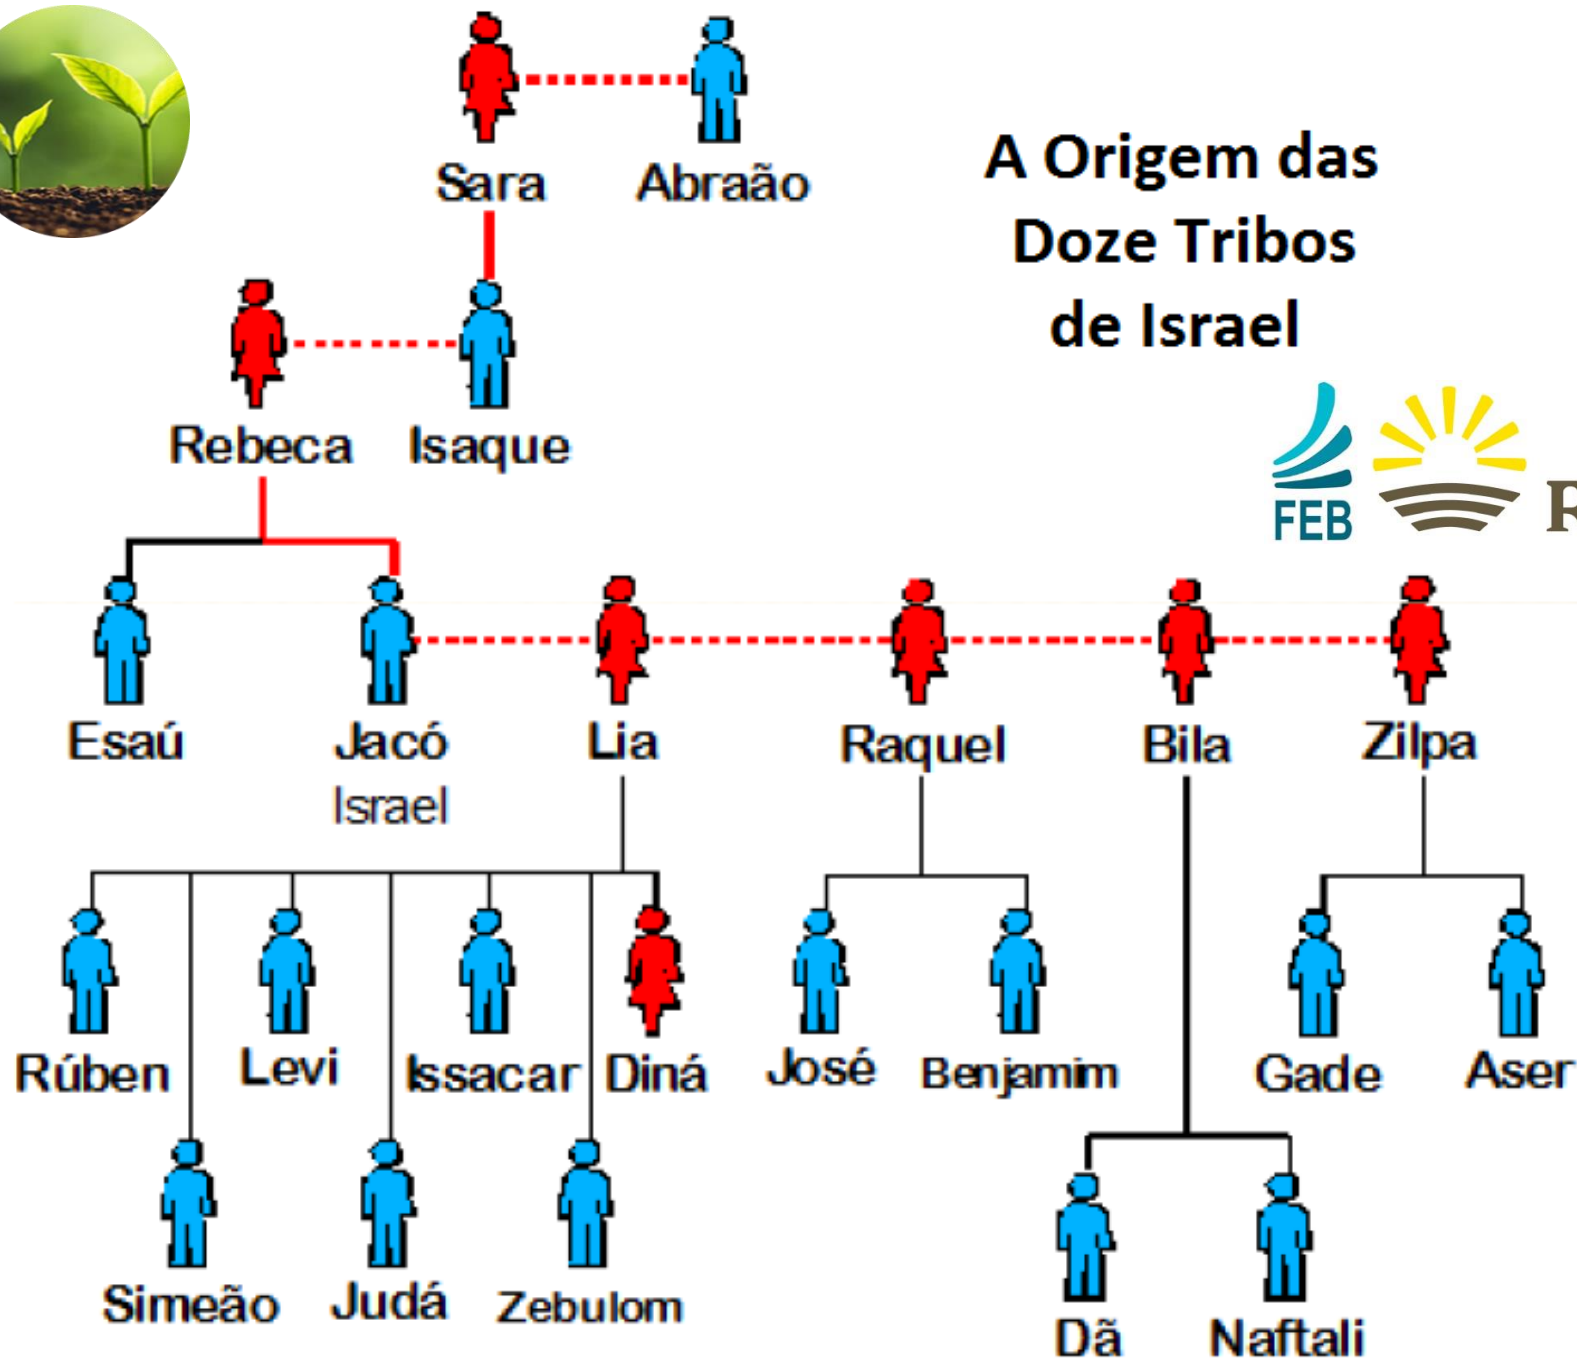 Sara Abraão
A Origem das
Doze Tribos
de Israel
Rebeca Isaque
FEB
Esaú Jacó Lia Raquel Bila Zilpa
Israel
Rúben Levi Issacar Diná José Benjamim Gade Aser
Simeão Judá Zebulom
Dã Naftali